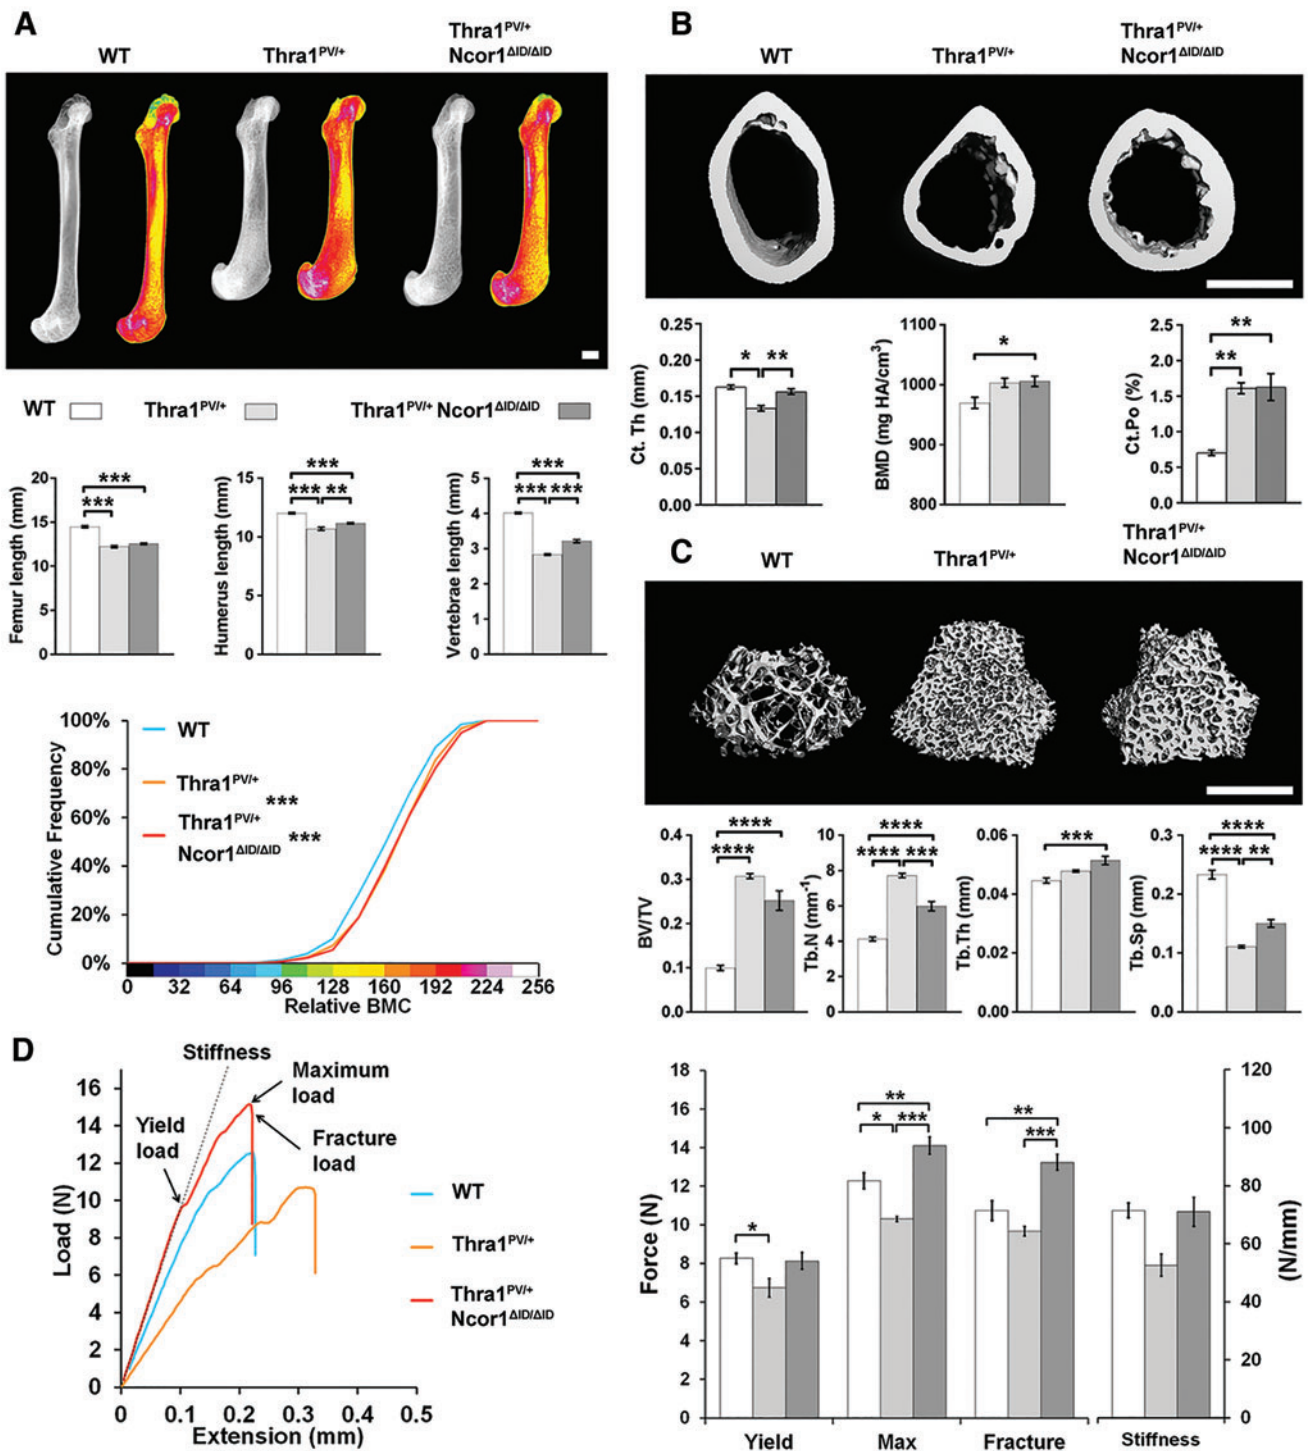 A
WT
Thra1PV/+
Thra1PV/+
Ncor1ΔID/ΔID
WT
Thra1PV/+
Thra1PV/+ Ncor1ΔID/ΔID
Femur length (mm)
20
15
10
5
0
***
***
Humerus length (mm)
15
10
5
0
***
*** **
Vertebrae length (mm)
5
4
3
2
1
0
***
*** ***
Cumulative Frequency
100%
80%
60%
40%
20%
0%
WT
Thra1PV/+
***
Thra1PV/+
Ncor1ΔID/ΔID ***
0 32 64 96 128 160 192 224 256
Relative BMC
B
WT
Thra1PV/+
Thra1PV/+
Ncor1ΔID/ΔID
Ct. Th (mm)
0.25
0.20
0.15
0.10
0.05
0.00
* **
BMD (mg HA/cm3)
1100
1000
900
800
*
Ct.Po (%)
2.5
2.0
1.5
1.0
0.5
0.0
**
**
C
WT
Thra1PV/+
Thra1PV/+
Ncor1ΔID/ΔID
BV/TV
0.4
0.3
0.2
0.1
0.0
****
****
Tb.N (mm-1)
10
8
6
4
2
0
****
**** ***
Tb.Th (mm)
0.06
0.04
0.02
0.00
***
Tb.Sp (mm)
0.3
0.2
0.1
0.0
****
**** **
D
Stiffness
Maximum
load
Yield
load
Fracture
load
Load (N)
16
14
12
10
8
6
4
2
0
WT
Thra1PV/+
Thra1PV/+
Ncor1ΔID/ΔID
0 0.1 0.2 0.3 0.4 0.5
Extension (mm)
Force (N)
18
16
14
12
10
8
6
4
2
0
*
**
* ***
**
***
120
100
80
60
40
20
0
(N/mm)
Yield Max Fracture Stiffness